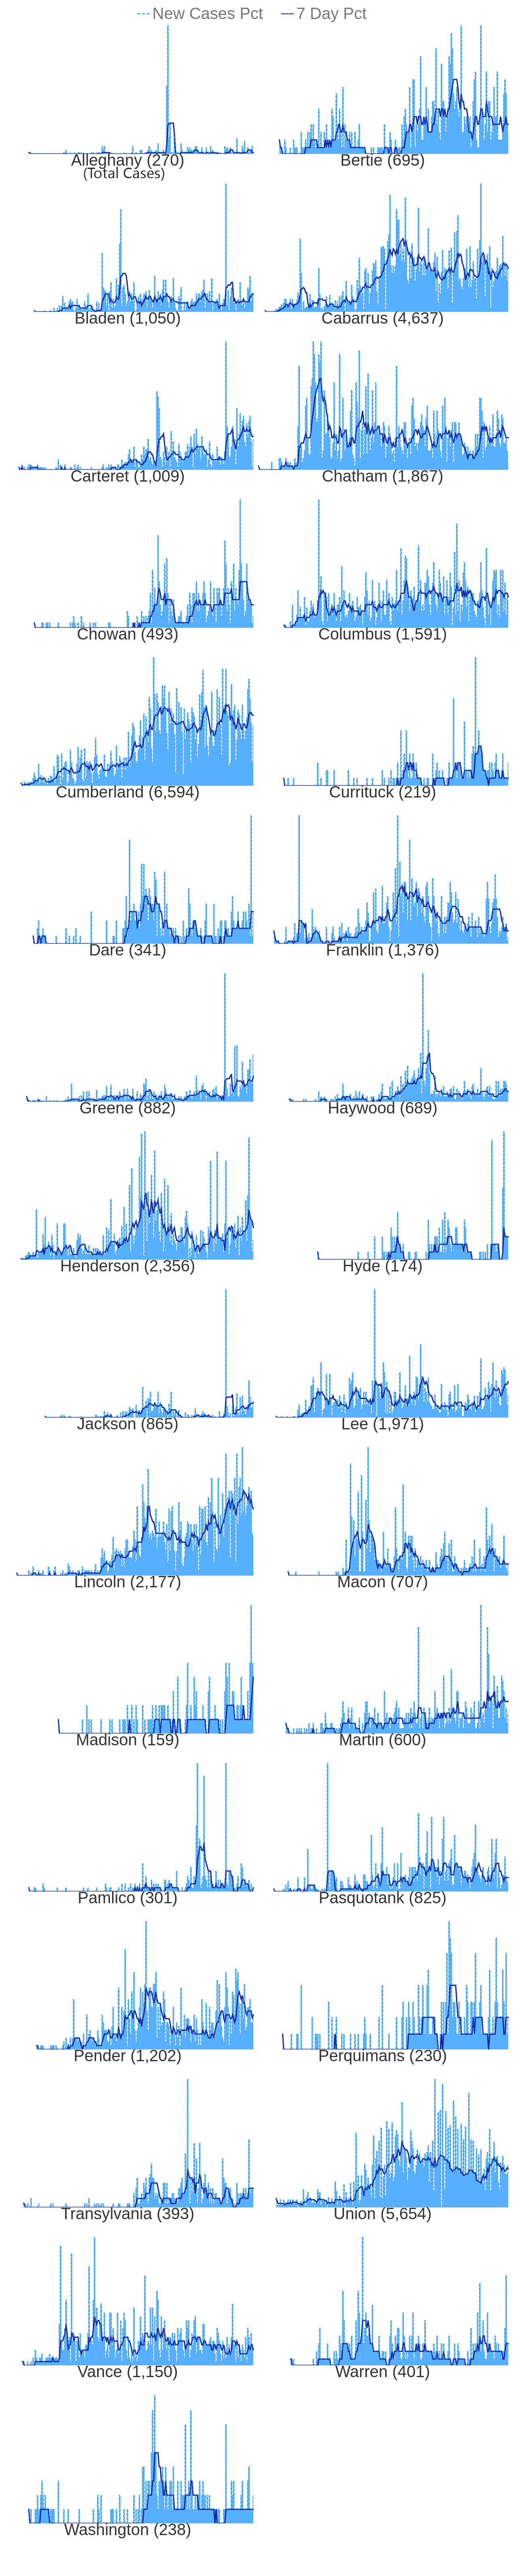 New Cases Pct 7 Day Pct
Alleghany (270) Bertie (695)
(Total Cases)
Bladen (1,050) Cabarrus (4,637)
Carteret (1,009) Chatham (1,867)
Chowan (493) Columbus (1,591)
Cumberland (6,594) Currituck (219)
Dare (341) Franklin (1,376)
Greene (882) Haywood (689)
Henderson (2,356) Hyde (174)
Jackson (865) Lee (1,971)
Lincoln (2,177) Macon (707)
Madison (159) Martin (600)
Pamlico (301) Pasquotank (825)
Pender (1,202) Perquimans (230)
Transylvania (393) Union (5,654)
Vance (1,150) Warren (401)
Washington (238)